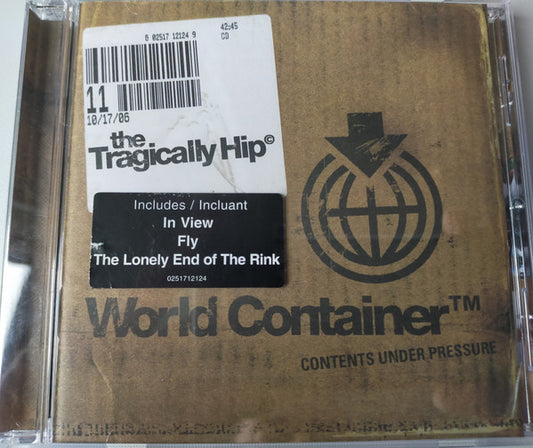 6 02517 12124 9
42:45
CD
11
10/17/06
the
Tragically Hip©
Includes / Incluant
In View
Fly
The Lonely End of The Rink
0251712124
World Container™
CONTENTS UNDER PRESSURE